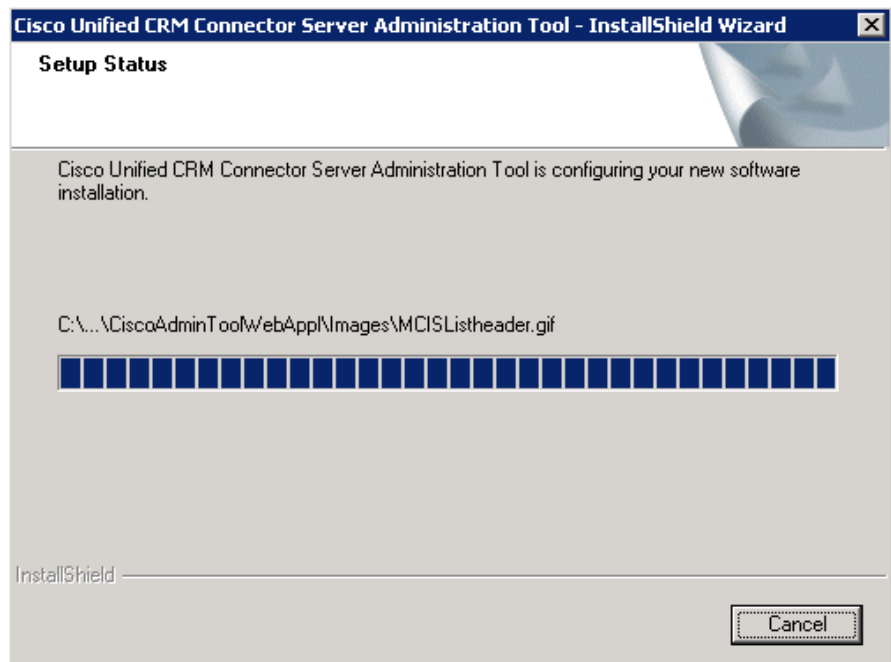 Cisco Unified CRM Connector Server Administration Tool - InstallShield Wizard
Setup Status
Cisco Unified CRM Connector Server Administration Tool is configuring your new software
installation.
C:\...\CiscoAdminToolWebAppl\Images\MCISListheader.gif
InstallShield
Cancel